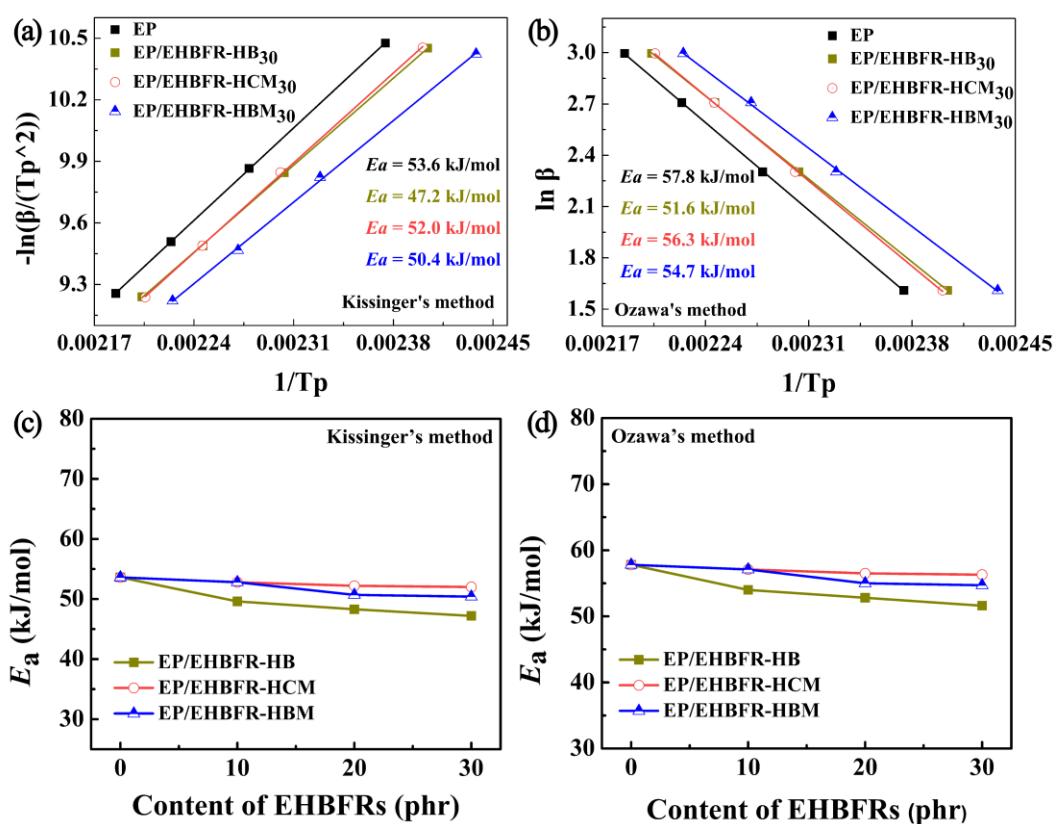 (a)
EP
EP/EHBFR-HB30
EP/EHBFR-HCM30
EP/EHBFR-HBM30
10.5
10.2
9.9
9.6
9.3
-ln(β/(Tp^2))
Ea = 53.6 kJ/mol
Ea = 47.2 kJ/mol
Ea = 52.0 kJ/mol
Ea = 50.4 kJ/mol
Kissinger's method
0.00217 0.00224 0.00231 0.00238 0.00245
1/Tp
(b)
EP
EP/EHBFR-HB30
EP/EHBFR-HCM30
EP/EHBFR-HBM30
3.0
2.7
2.4
2.1
1.8
1.5
ln β
Ea = 57.8 kJ/mol
Ea = 51.6 kJ/mol
Ea = 56.3 kJ/mol
Ea = 54.7 kJ/mol
Ozawa's method
0.00217 0.00224 0.00231 0.00238 0.00245
1/Tp
(c)
Kissinger’s method
80
70
60
50
40
30
Ea (kJ/mol)
EP/EHBFR-HB
EP/EHBFR-HCM
EP/EHBFR-HBM
0 10 20 30
Content of EHBFRs (phr)
(d)
Ozawa’s method
80
70
60
50
40
30
Ea (kJ/mol)
EP/EHBFR-HB
EP/EHBFR-HCM
EP/EHBFR-HBM
0 10 20 30
Content of EHBFRs (phr)